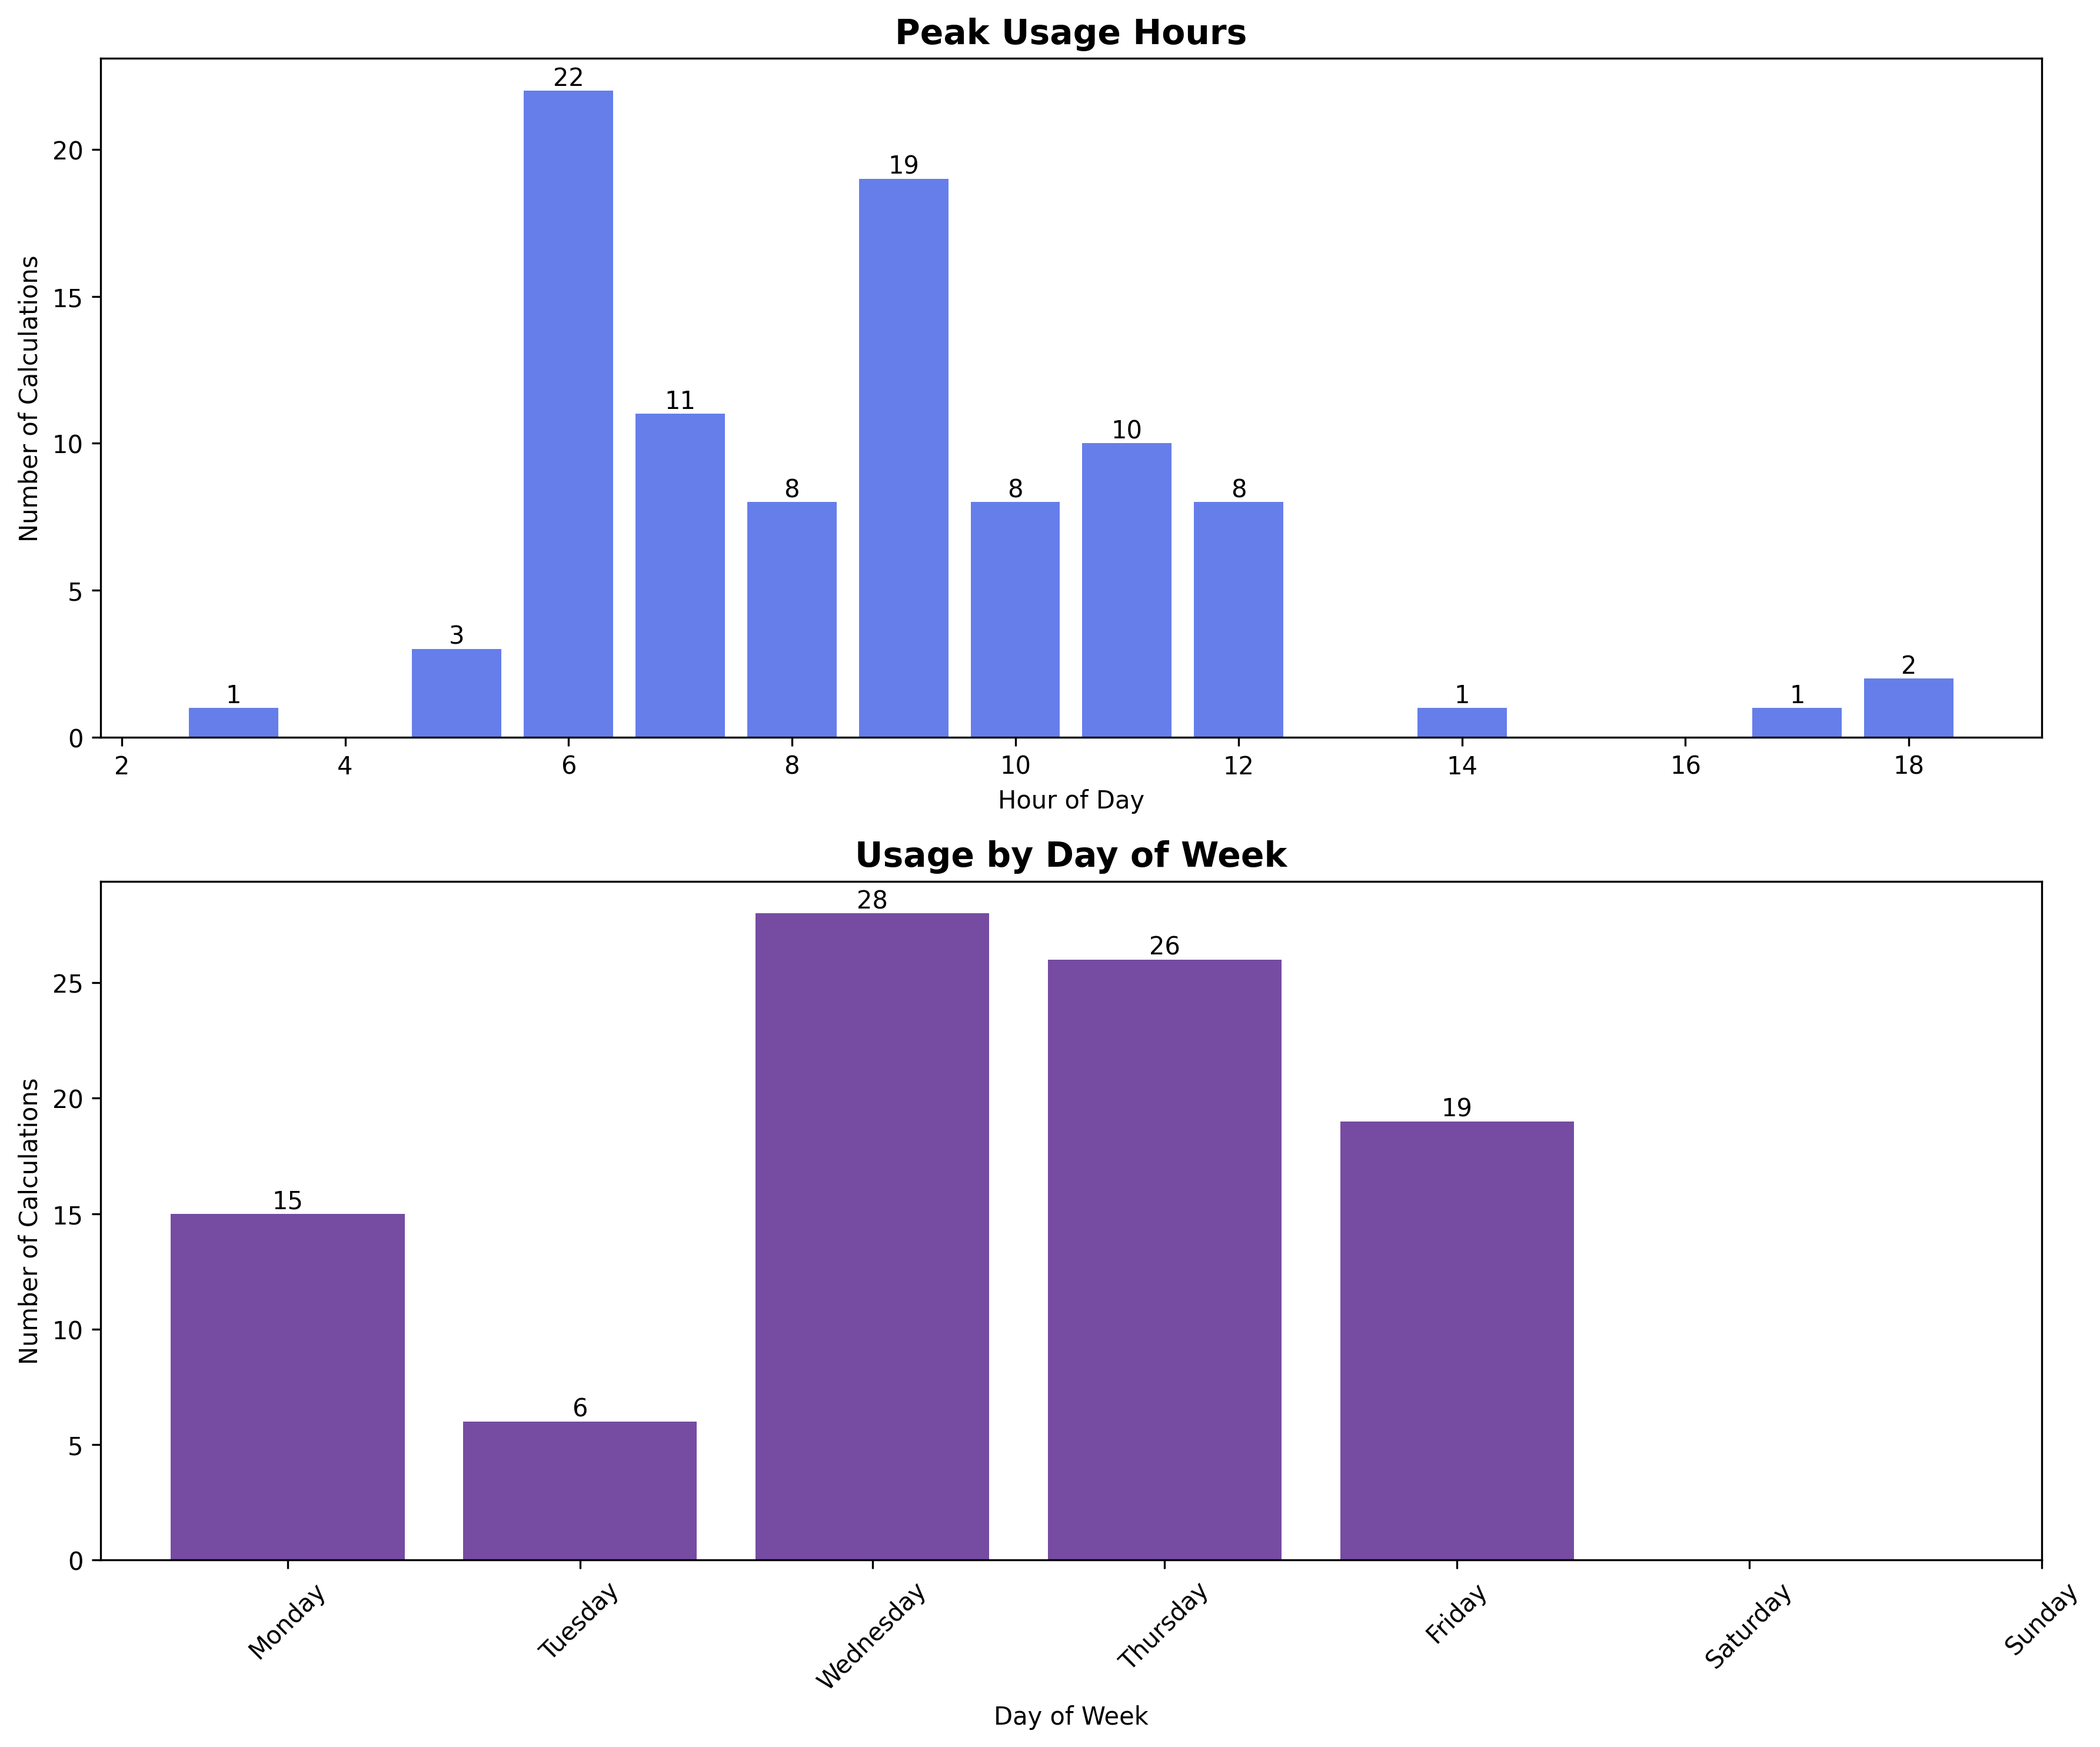 Peak Usage Hours
Number of Calculations
20
15
10
5
0
22
19
11
10
8
8
8
3
1
1
1
2
2
4
6
8
10
12
14
16
18
Hour of Day
Usage by Day of Week
Number of Calculations
25
20
15
10
5
0
28
26
19
15
6
Monday
Tuesday
Wednesday
Thursday
Friday
Saturday
Sunday
Day of Week